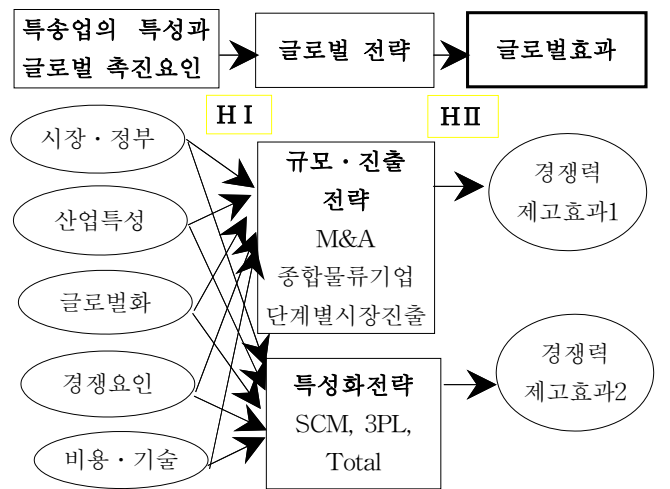 특송업의 특성과
글로벌 촉진요인
글로벌 전략
글로벌효과
HⅠ
HⅡ
시장·정부
산업특성
글로벌화
경쟁요인
비용·기술
규모·진출
전략
M&A
종합물류기업
단계별시장진출
특성화전략
SCM, 3PL,
Total
경쟁력
제고효과1
경쟁력
제고효과2